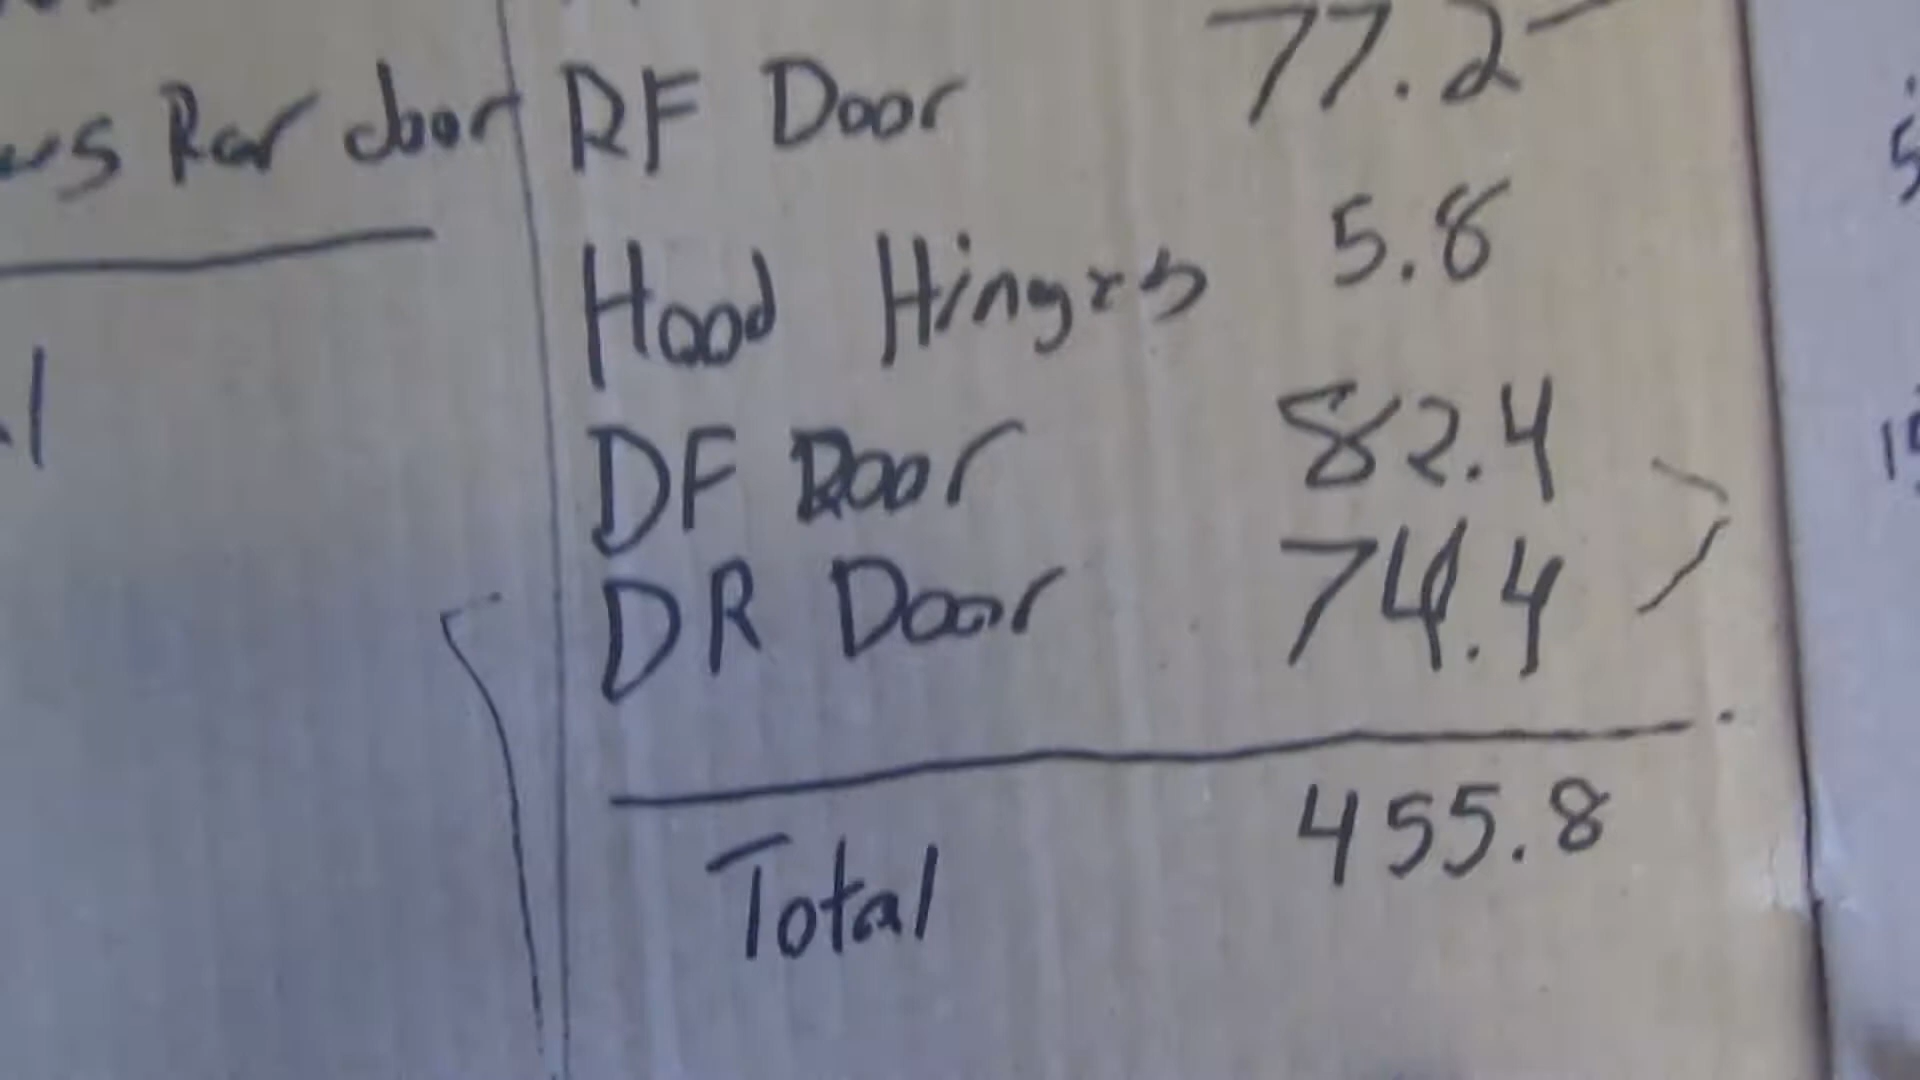 Rar door
RF Door 77.2
Hood Hinges 5.8
DF Door 82.4
DR Door 74.4
Total 455.8